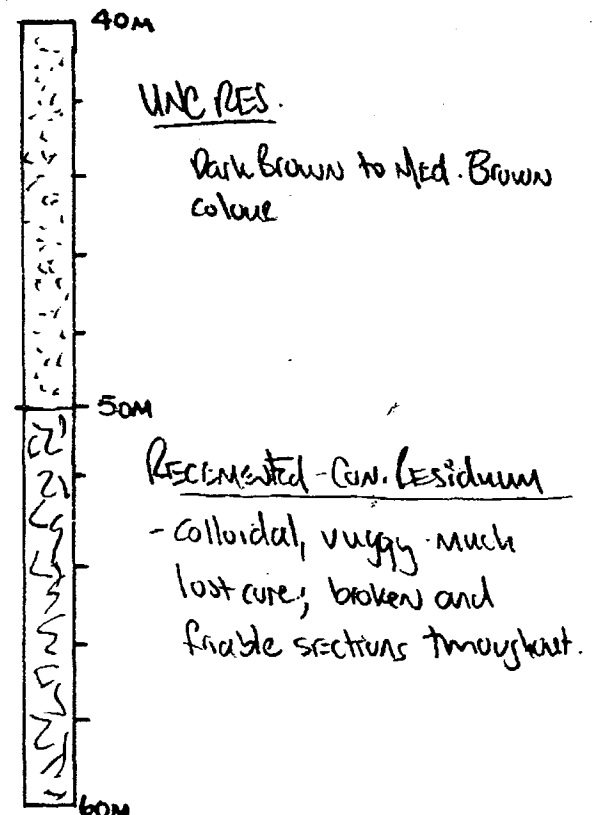 40M
UNC RES.
Dark Brown to Med. Brown
colour
50M
RECEMENTED - CON. RESiduum
- colloidal, vuggy. much
lost core; broken and
friable sections throughout.
60M